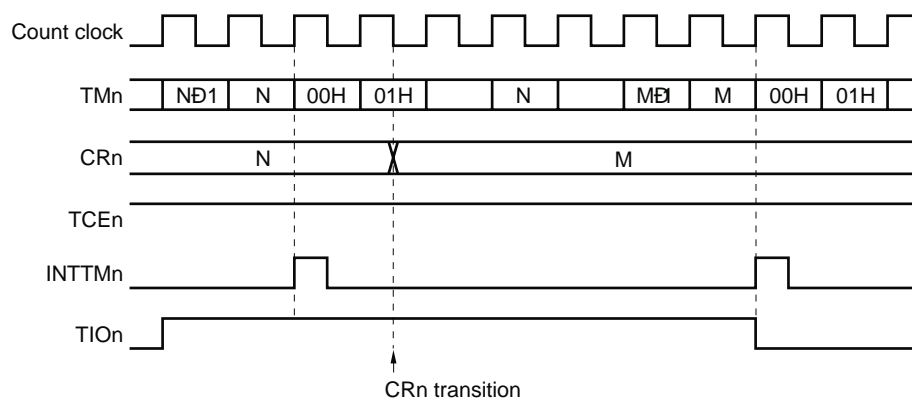 Count clock
TMn NÐ1 N 00H 01H N MÐ1 M 00H 01H
CRn N M
TCEn
INTTMn
TIOn
CRn transition